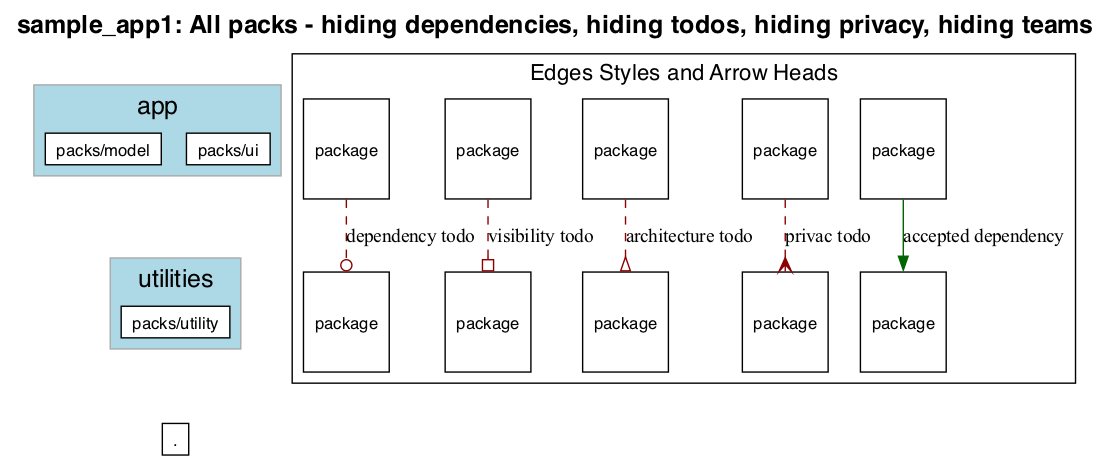 sample_app1: All packs - hiding dependencies, hiding todos, hiding privacy, hiding teams
Edges Styles and Arrow Heads
app
packs/model packs/ui
package package package package package
dependency todo visibility todo architecture todo privac todo accepted dependency
utilities
packs/utility
package package package package package
.